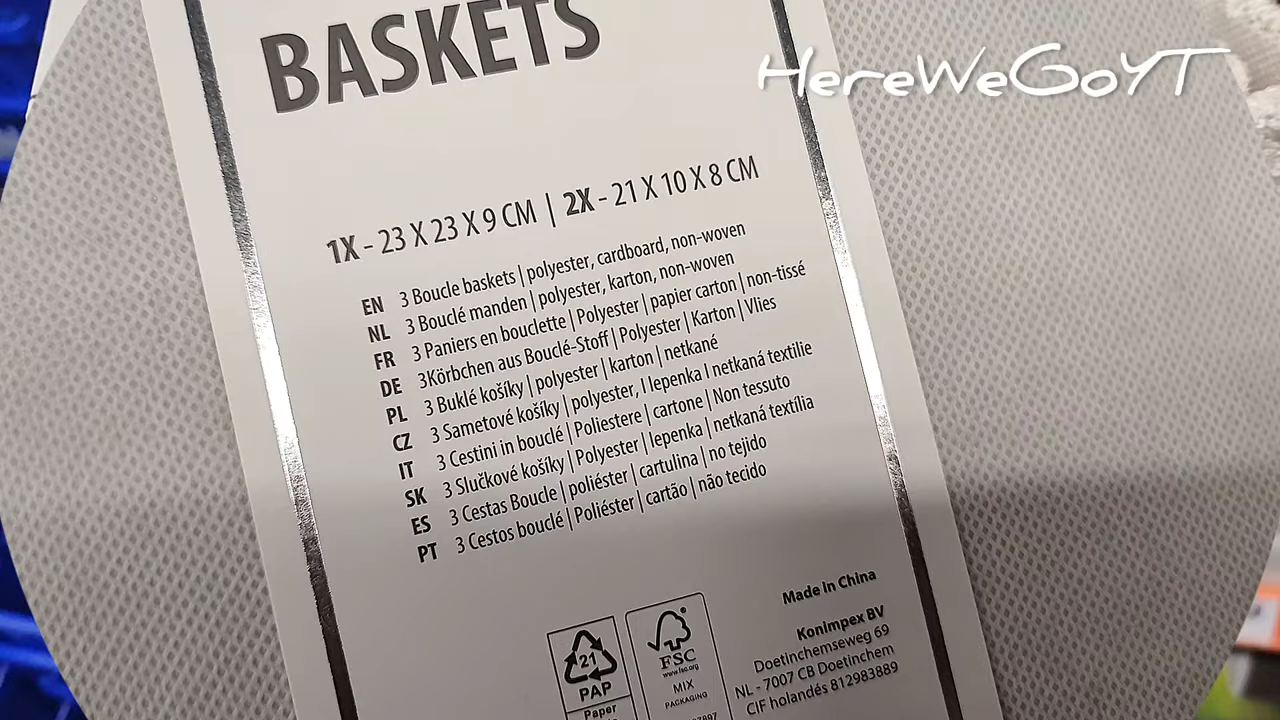 BASKETS
HereWeGoYT
1X - 23 X 23 X 9 CM | 2X - 21 X 10 X 8 CM
EN 3 Boucle baskets | polyester, cardboard, non-woven
NL 3 Bouclé manden | polyester, karton, non-woven
FR 3 Paniers en bouclette | Polyester | papier carton | non-tissé
DE 3Körbchen aus Bouclé-Stoff | Polyester | Karton | Vlies
PL 3 Buklé košíky | polyester | karton | netkané
CZ 3 Sametové košíky | polyester, I lepenka I netkaná textilie
IT 3 Cestini in bouclé | Poliestere | cartone | Non tessuto
SK 3 Slučkové košíky | Polyester | lepenka | netkaná textília
ES 3 Cestas Boucle | poliéster | cartulina | no tejido
PT 3 Cestos bouclé | Poliéster | cartão | não tecido
Made in China
Konimpex BV
Doetinchemseweg 69
NL - 7007 CB Doetinchem
CIF holandés 812983889
21
PAP
Paper
FSC
www.fsc.org
MIX
PACKAGING